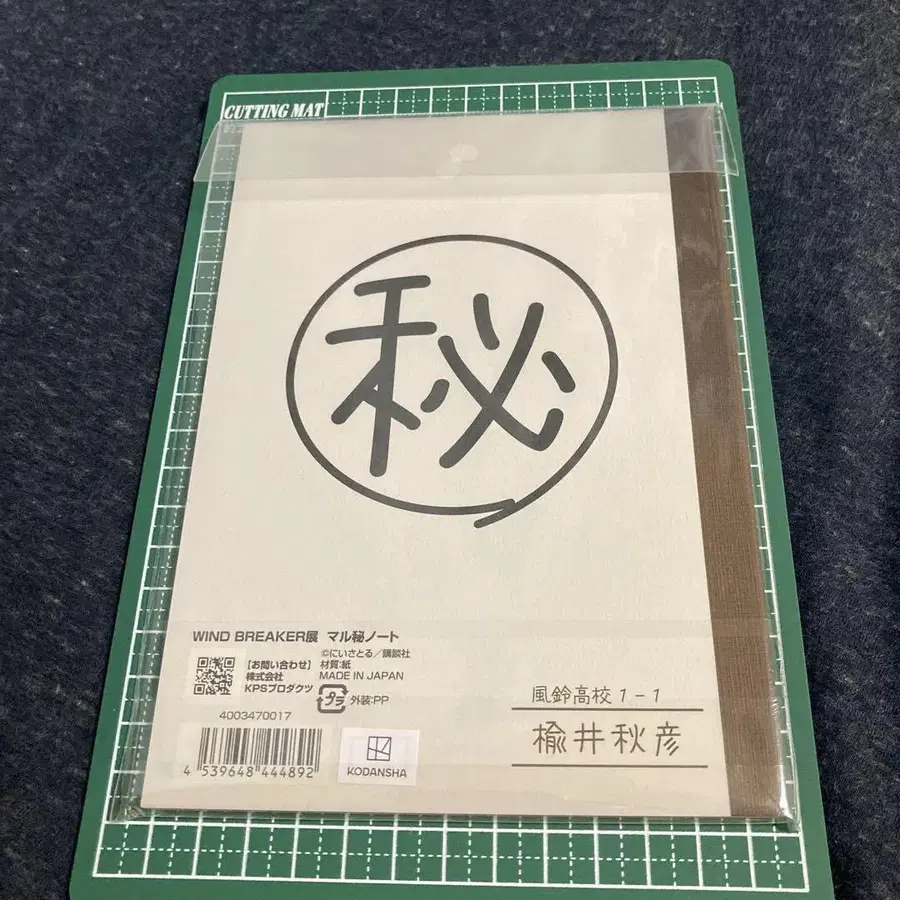 CUTTING MAT
秘
WIND BREAKER展 マル秘ノート
©にいさとる/講談社
【お問い合わせ】 材質:紙
株式会社 MADE IN JAPAN
KPSプロダクツ
プラ 外装:PP
4003470017
4 539648 444892
KODANSHA
風鈴高校1-1
楡井秋彦